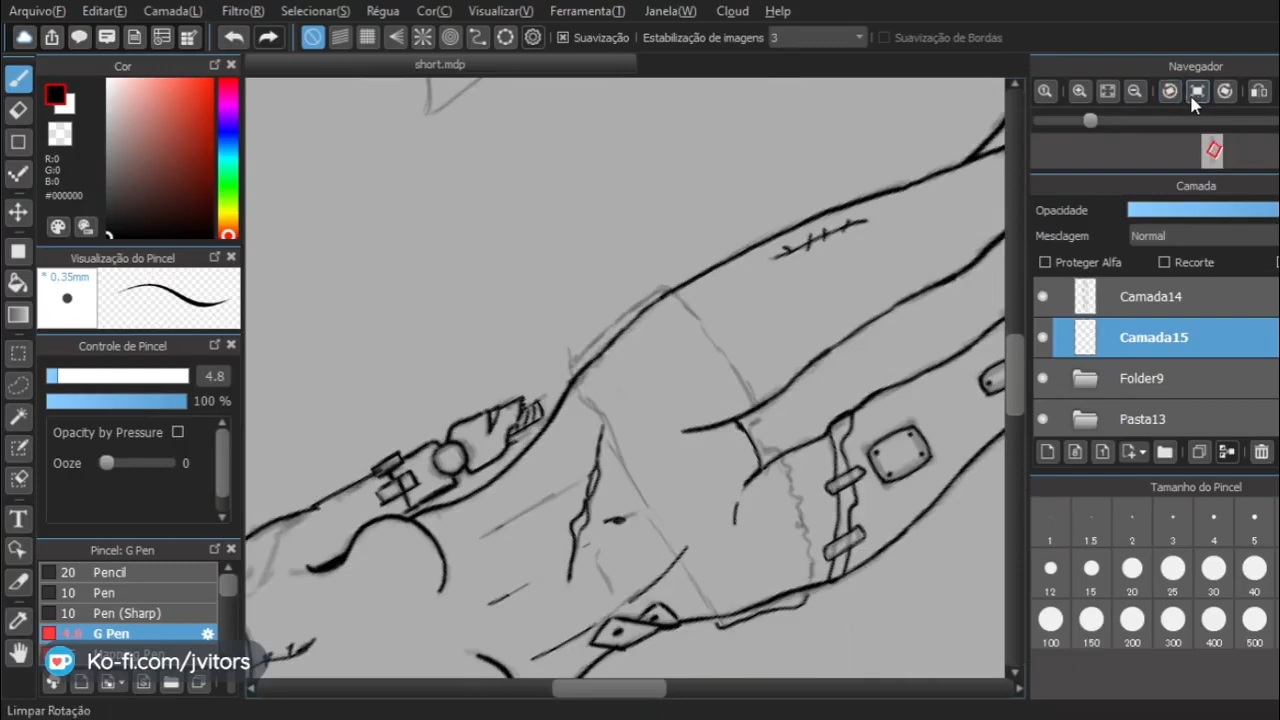 Arquivo(F) Editar(E) Camada(L) Filtro(R) Selecionar(S) Régua Cor(C) Visualizar(V) Ferramenta(T) Janela(W) Cloud Help
Suavização Estabilização de imagens 3 Suavização de Bordas
Cor
short.mdp
Navegador
R:0
G:0
B:0
#000000
Camada
Opacidade
Mesclagem Normal
Proteger Alfa Recorte
Visualização do Pincel
* 0.35mm
Camada14
Camada15
Controle de Pincel
4.8
Folder9
100 %
Pasta13
Opacity by Pressure
Ooze 0
Tamanho do Pincel
1 1.5 2 3 4 5
Pincel: G Pen
20 Pencil
10 Pen
12 15 20 25 30 40
10 Pen (Sharp)
4.8 G Pen
100 150 200 300 400 500
Mapping Pen
Ko-fi.com/jvitors
Limpar Rotação